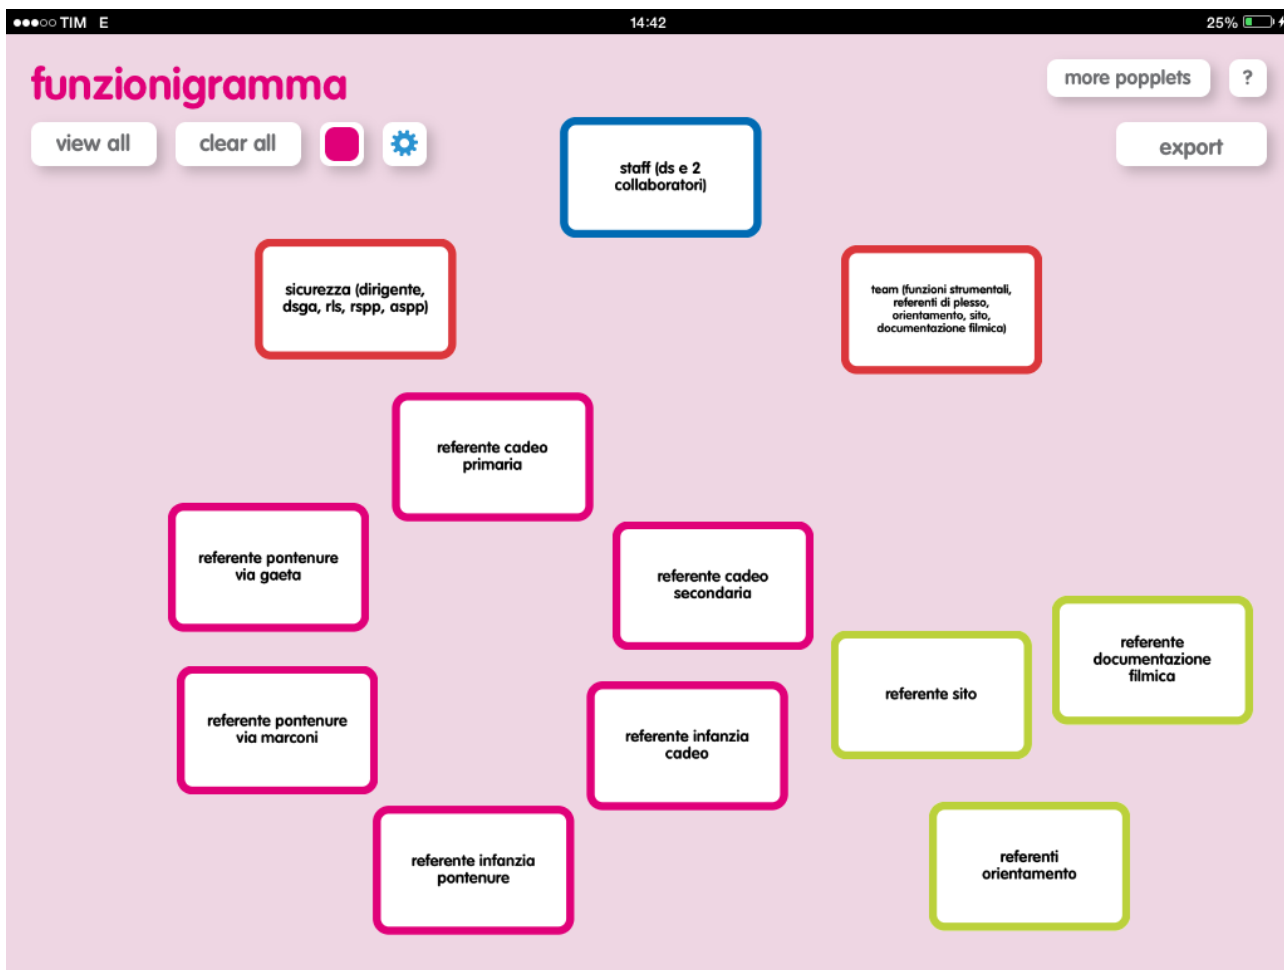 TIM E
14:42
25%
funzionigramma
more popplets
?
view all
clear all
export
staff (ds e 2
collaboratori)
sicurezza (dirigente,
dsga, rls, rspp, aspp)
team (funzioni strumentali,
referenti di plesso,
orientamento, sito,
documentazione filmica)
referente cadeo
primaria
referente pontenure
via gaeta
referente cadeo
secondaria
referente
documentazione
filmica
referente sito
referente pontenure
via marconi
referente infanzia
cadeo
referente infanzia
pontenure
referenti
orientamento